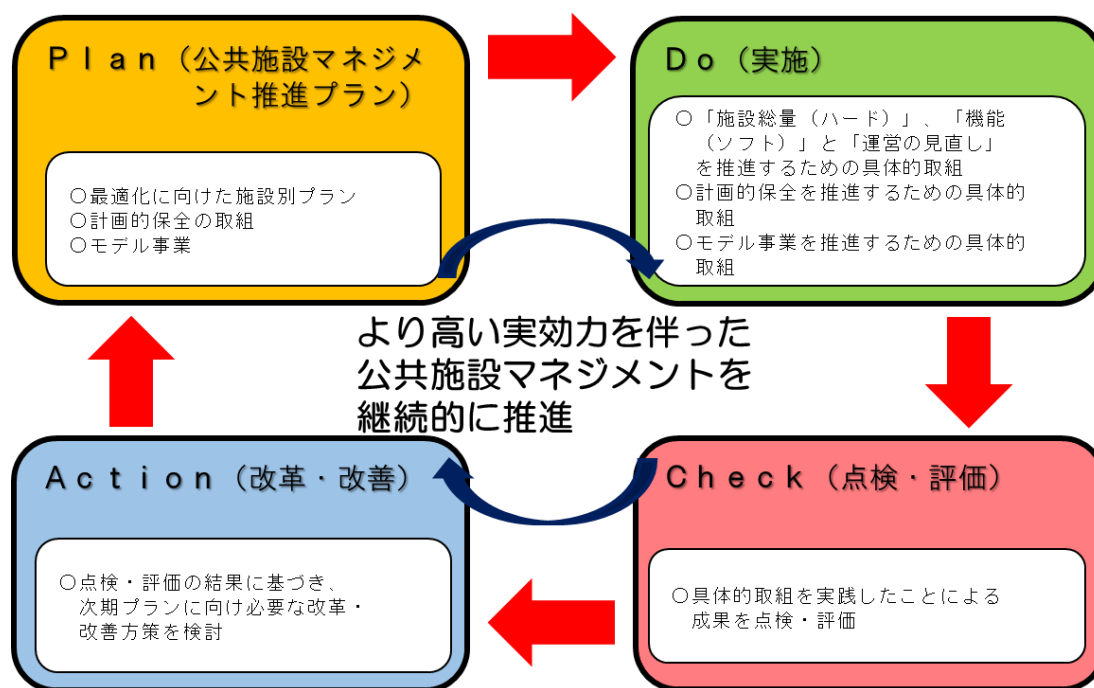 Ｐｌａｎ（公共施設マネジメ
ント推進プラン）
〇最適化に向けた施設別プラン
〇計画的保全の取組
〇モデル事業
Ｄｏ（実施）
〇「施設総量（ハード）」、「機能
（ソフト）」と「運営の見直し」
を推進するための具体的取組
〇計画的保全を推進するための具体的
取組
〇モデル事業を推進するための具体的
取組
より高い実効力を伴った
公共施設マネジメントを
継続的に推進
Ａｃｔｉｏｎ（改革・改善）
〇点検・評価の結果に基づき、
次期プランに向け必要な改革・
改善方策を検討
Ｃｈｅｃｋ（点検・評価）
〇具体的取組を実践したことによる
成果を点検・評価